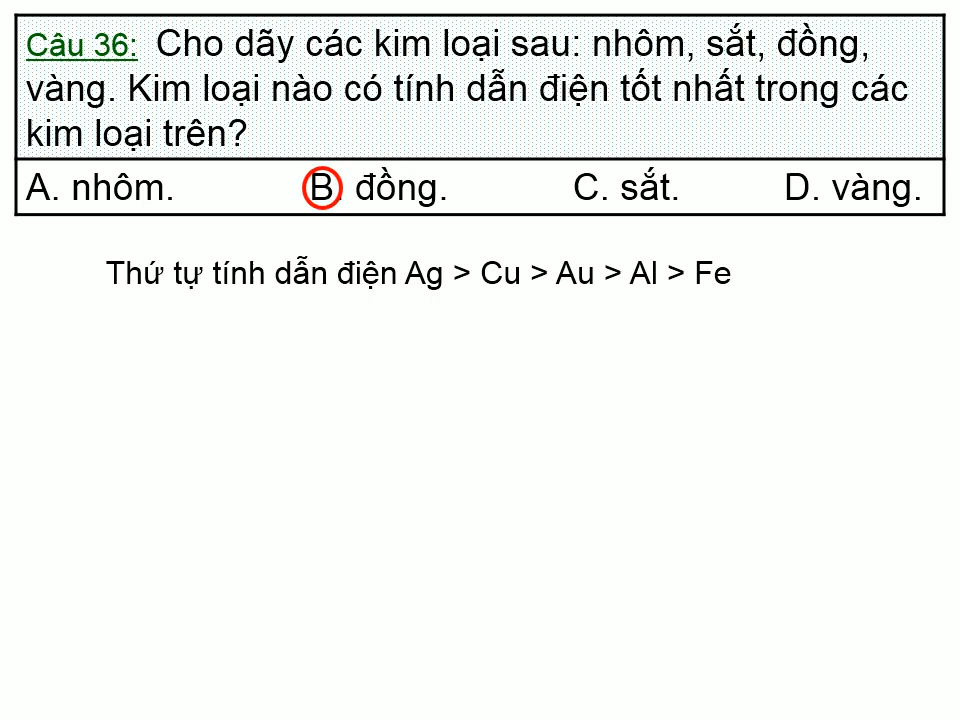 Câu 36: Cho dãy các kim loại sau: nhôm, sắt, đồng,
vàng. Kim loại nào có tính dẫn điện tốt nhất trong các
kim loại trên?
A. nhôm. B. đồng. C. sắt. D. vàng.
Thứ tự tính dẫn điện Ag > Cu > Au > Al > Fe